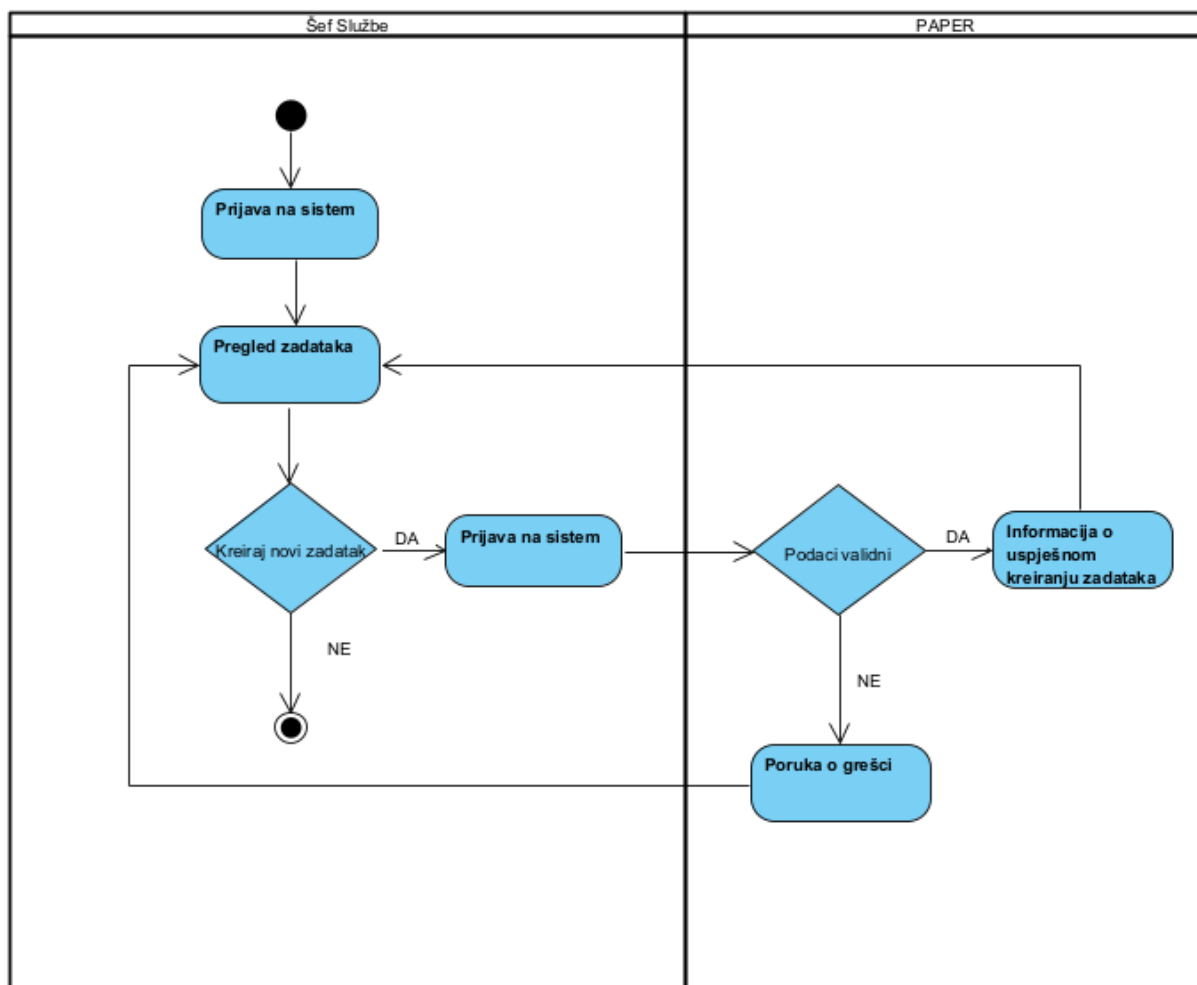 Šef Službe
PAPER
Prijava na sistem
Pregled zadataka
Kreiraj novi zadatak
DA
Prijava na sistem
Podaci validni
DA
Informacija o
uspješnom
kreiranju zadataka
NE
NE
Poruka o grešci